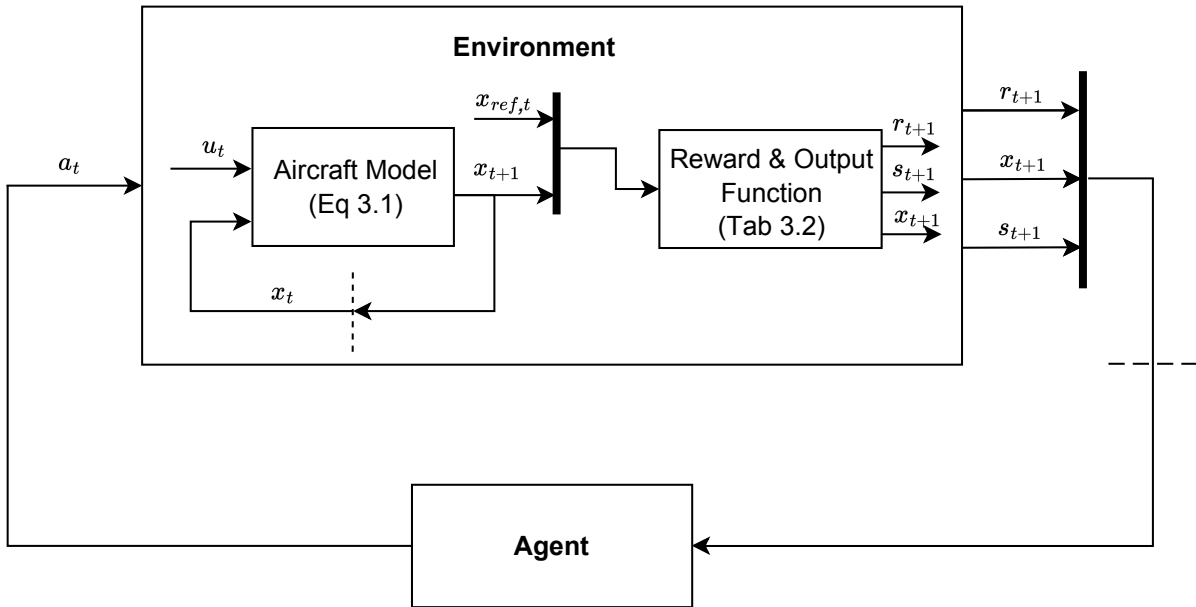 Environment
x_{ref,t}
r_{t+1}
a_t
u_t
Aircraft Model
(Eq 3.1)
x_{t+1}
Reward & Output
Function
(Tab 3.2)
r_{t+1}
s_{t+1}
x_{t+1}
x_{t+1}
s_{t+1}
x_t
Agent